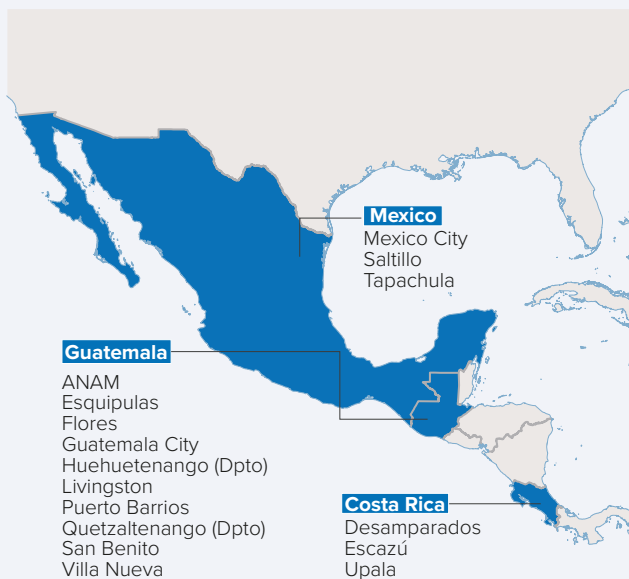 Mexico
Mexico City
Saltillo
Tapachula
Guatemala
ANAM
Esquipulas
Flores
Guatemala City
Huehuetenango (Dpto)
Livingston
Puerto Barrios
Quetzaltenango (Dpto)
San Benito
Villa Nueva
Costa Rica
Desamparados
Escazú
Upala